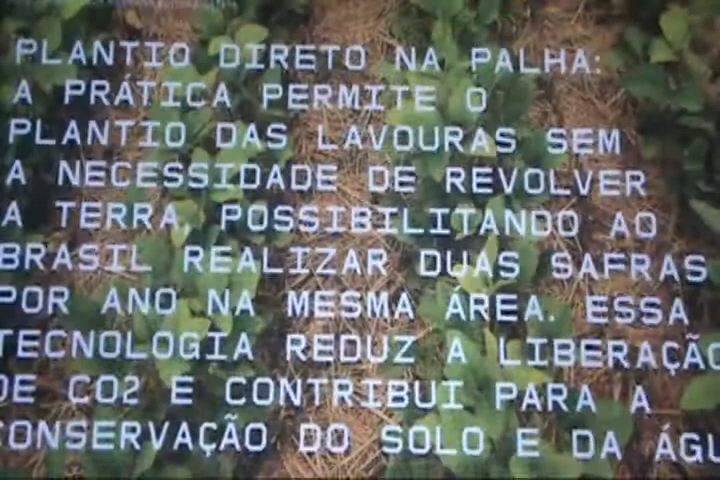 PLANTIO DIRETO NA PALHA:
A PRÁTICA PERMITE O
PLANTIO DAS LAVOURAS SEM
A NECESSIDADE DE REVOLVER
A TERRA, POSSIBILITANDO AO
BRASIL REALIZAR DUAS SAFRAS
POR ANO NA MESMA ÁREA. ESSA
TECNOLOGIA REDUZ A LIBERAÇÃO
DE CO2 E CONTRIBUI PARA A
CONSERVAÇÃO DO SOLO E DA ÁGU